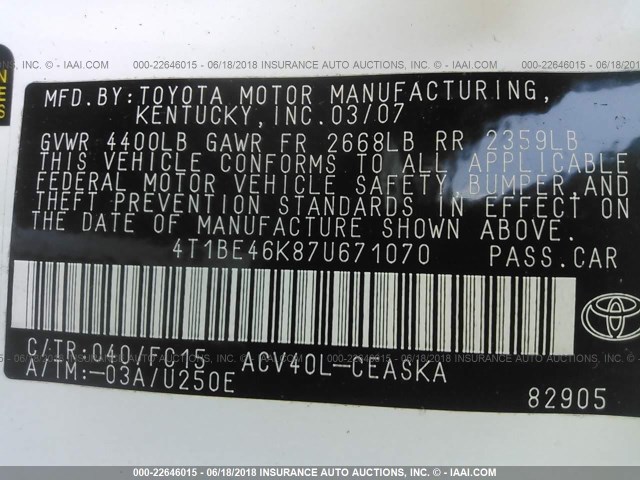 000-22646015 - 06/18/2018 INSURANCE AUTO AUCTIONS, INC. - IAAI.COM
MFD.BY:TOYOTA MOTOR MANUFACTURING,
KENTUCKY,INC.03/07
GVWR 4400LB GAWR FR 2668LB RR 2359LB
THIS VEHICLE CONFORMS TO ALL APPLICABLE
FEDERAL MOTOR VEHICLE SAFETY,BUMPER,AND
THEFT PREVENTION STANDARDS IN EFFECT ON
THE DATE OF MANUFACTURE SHOWN ABOVE.
4T1BE46K87U671070 PASS.CAR
C/TR:040/FC15 ACV40L-CEASKA
A/TM:-03A/U250E
82905
000-22646015 - 06/18/2018 INSURANCE AUTO AUCTIONS, INC. - IAAI.COM